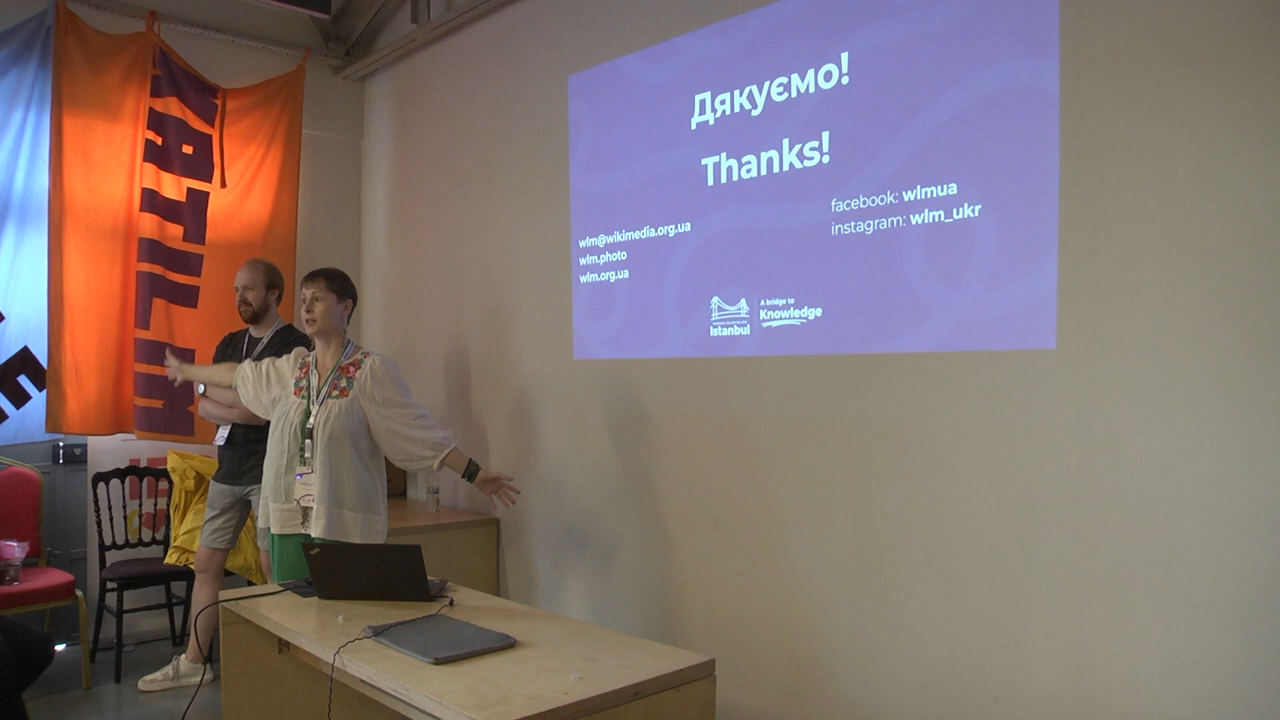 Дякуємо!
Thanks!
facebook: wlmua
instagram: wlm_ukr
wlm@wikimedia.org.ua
wlm.photo
wlm.org.ua
Istanbul
A bridge to
Knowledge
KATILIM